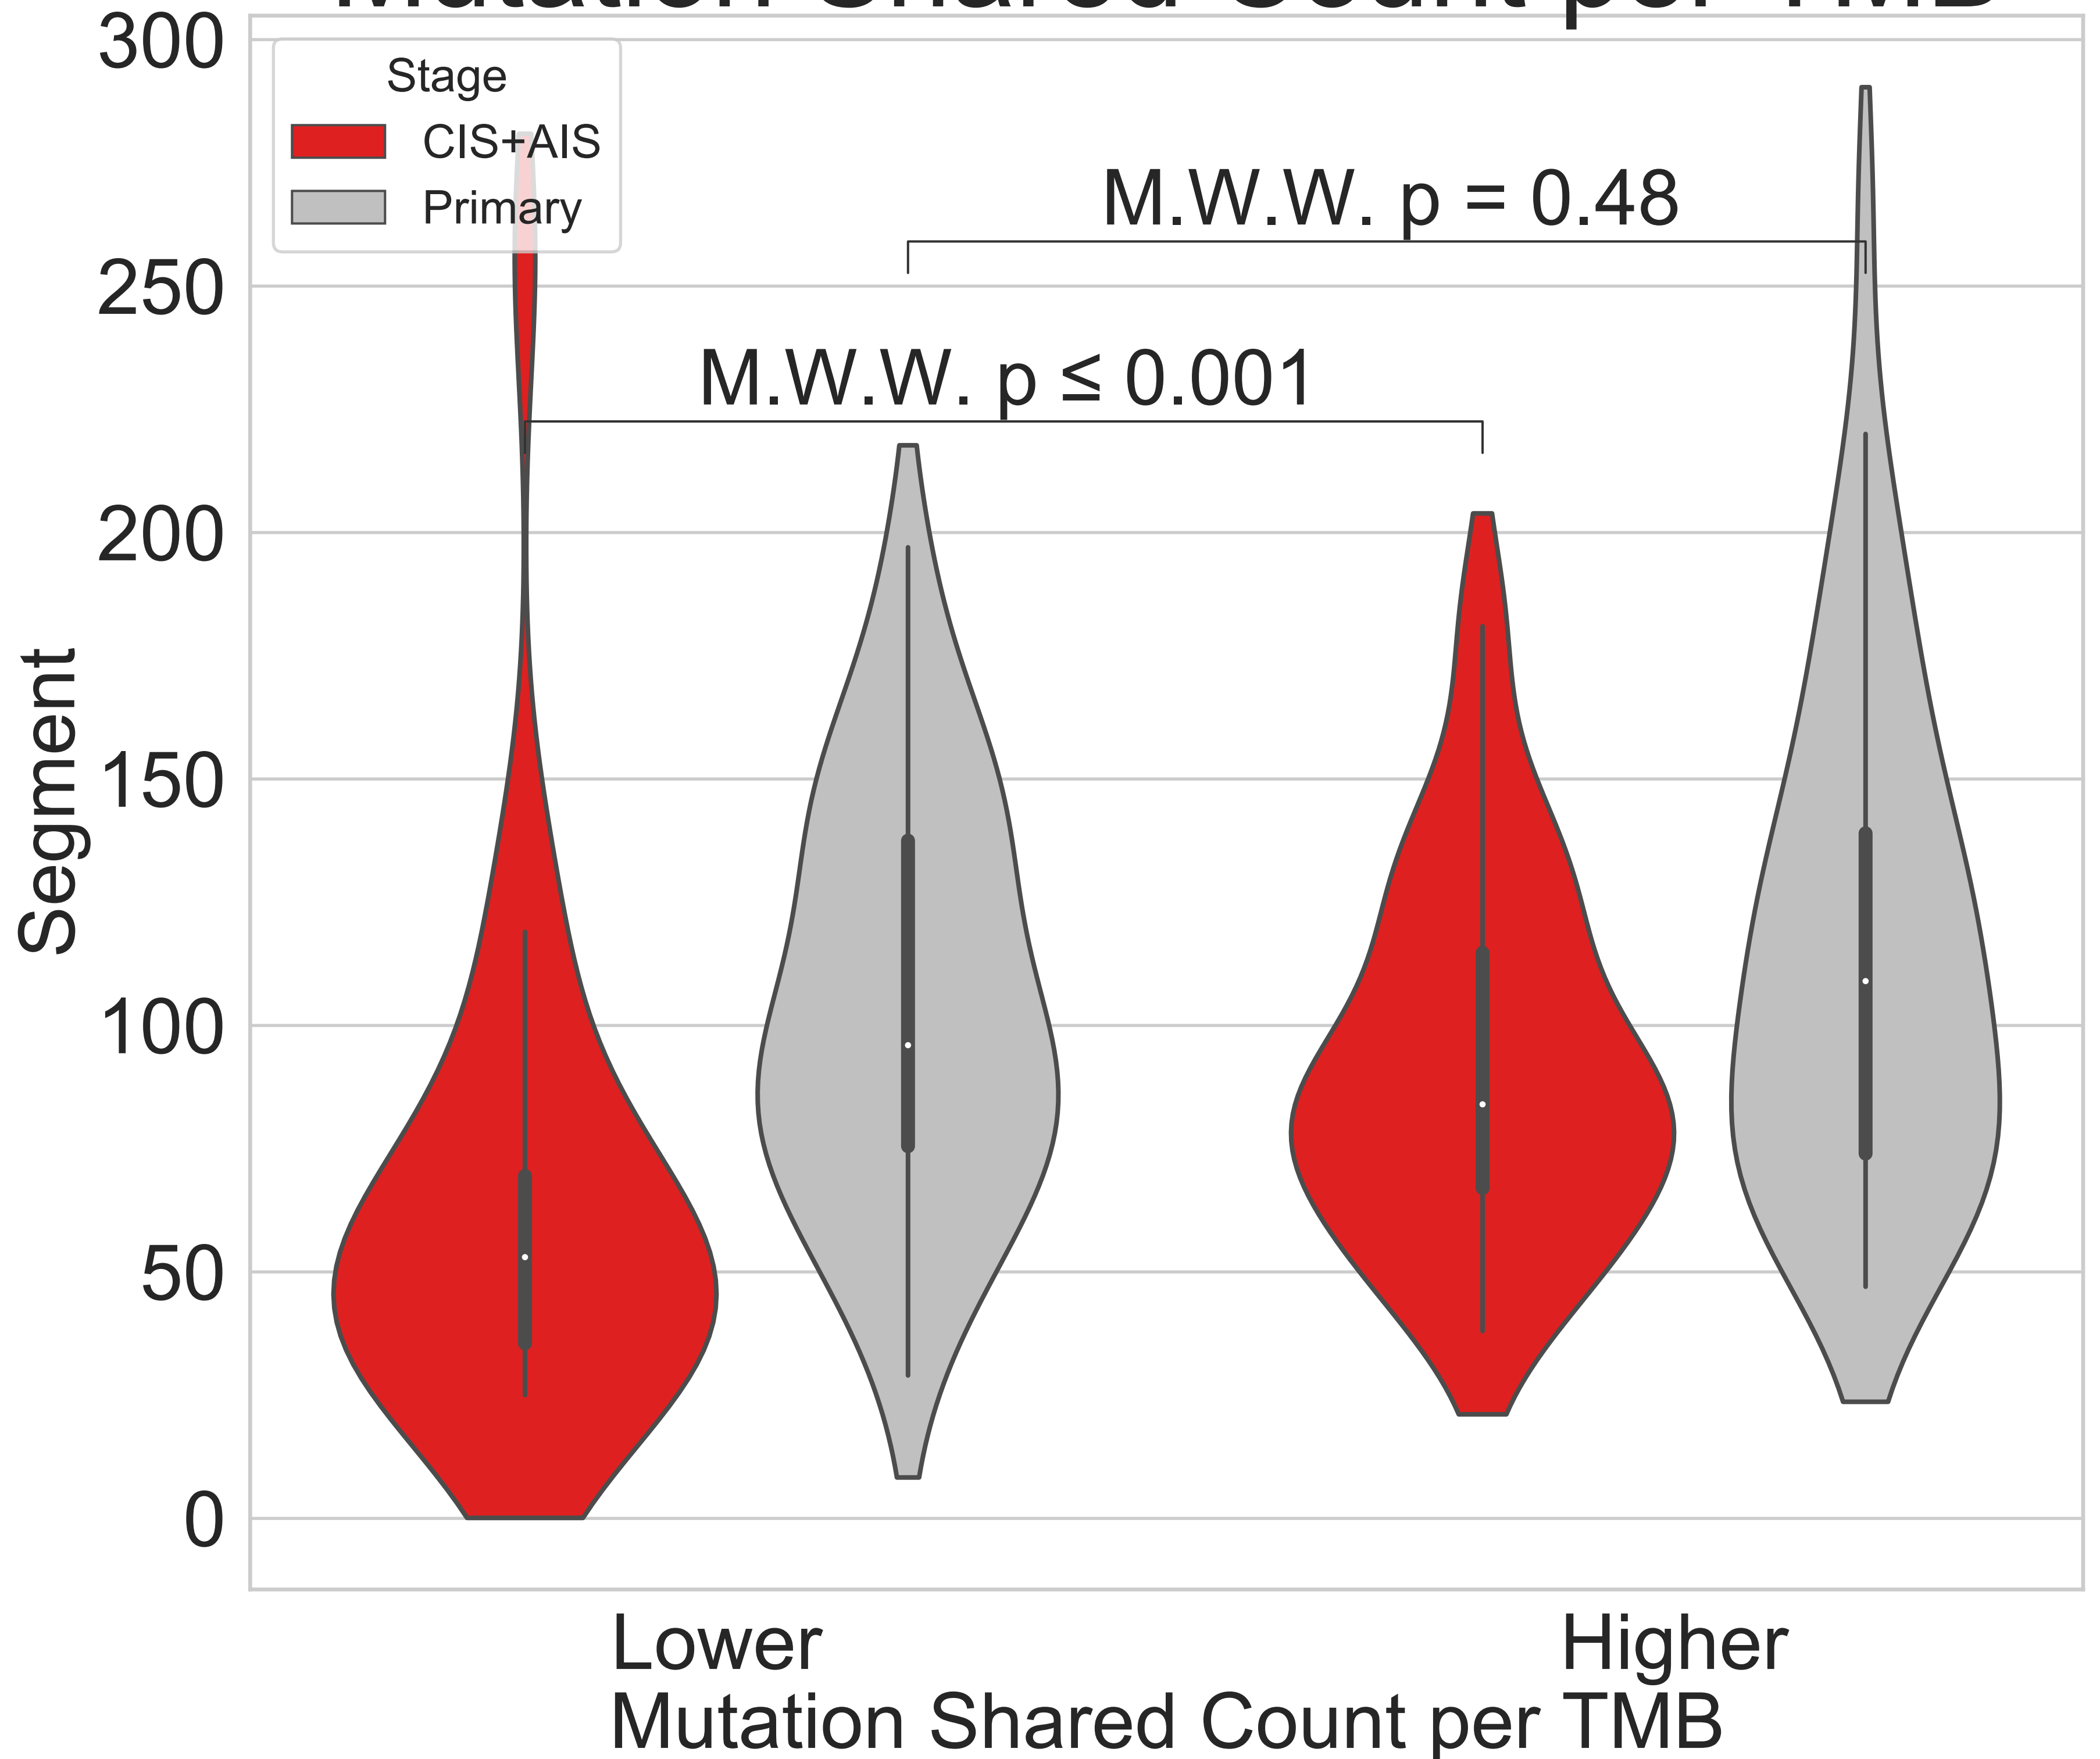 300
Stage
CIS+AIS
Primary
M.W.W. p = 0.48
250
M.W.W. p ≤ 0.001
200
150
100
50
0
Segment
Lower
Higher
Mutation Shared Count per TMB